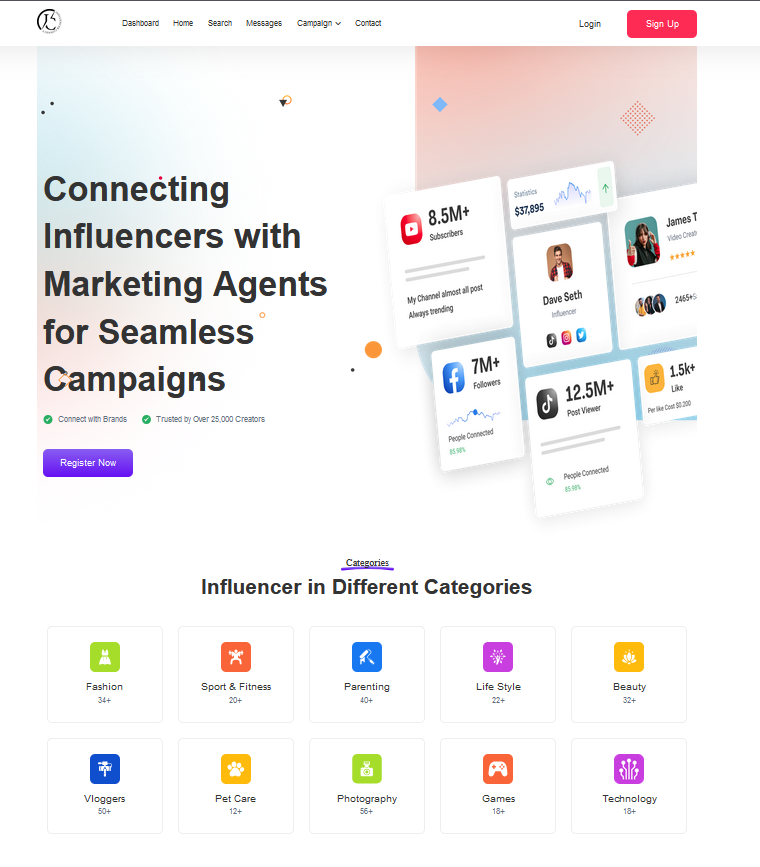 Dashboard Home Search Messages Campaign Contact Login Sign Up
Connecting
Influencers with
Marketing Agents
for Seamless
Campaigns
Connect with Brands Trusted by Over 25,000 Creators
Register Now
8.5M+
Subscribers
My Channel almost all post
Always trending
Statistics
$37,895
Dave Seth
Influencer
James T
Video Creat
2465+
7M+
Followers
People Connected
85.98%
12.5M+
Post Viewer
People Connected
85.98%
1.5k+
Like
Per like Cost $0.200
Categories
Influencer in Different Categories
Fashion
34+
Sport & Fitness
20+
Parenting
40+
Life Style
22+
Beauty
32+
Vloggers
50+
Pet Care
12+
Photography
56+
Games
18+
Technology
18+